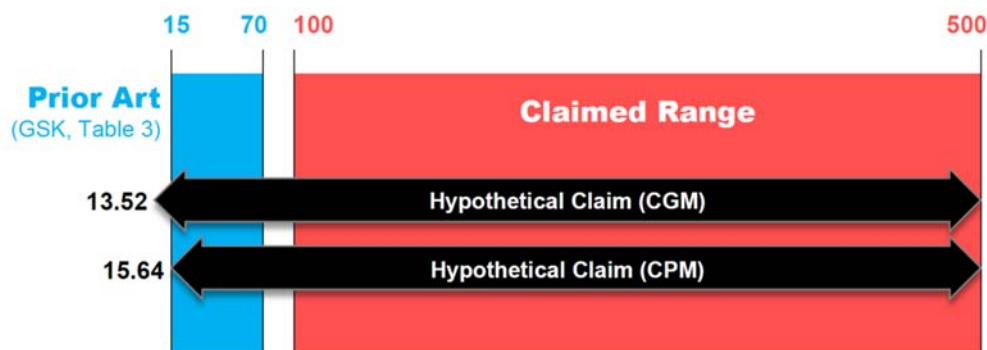 15 70 100 500
Prior Art
(GSK, Table 3)
Claimed Range
13.52 Hypothetical Claim (CGM)
15.64 Hypothetical Claim (CPM)